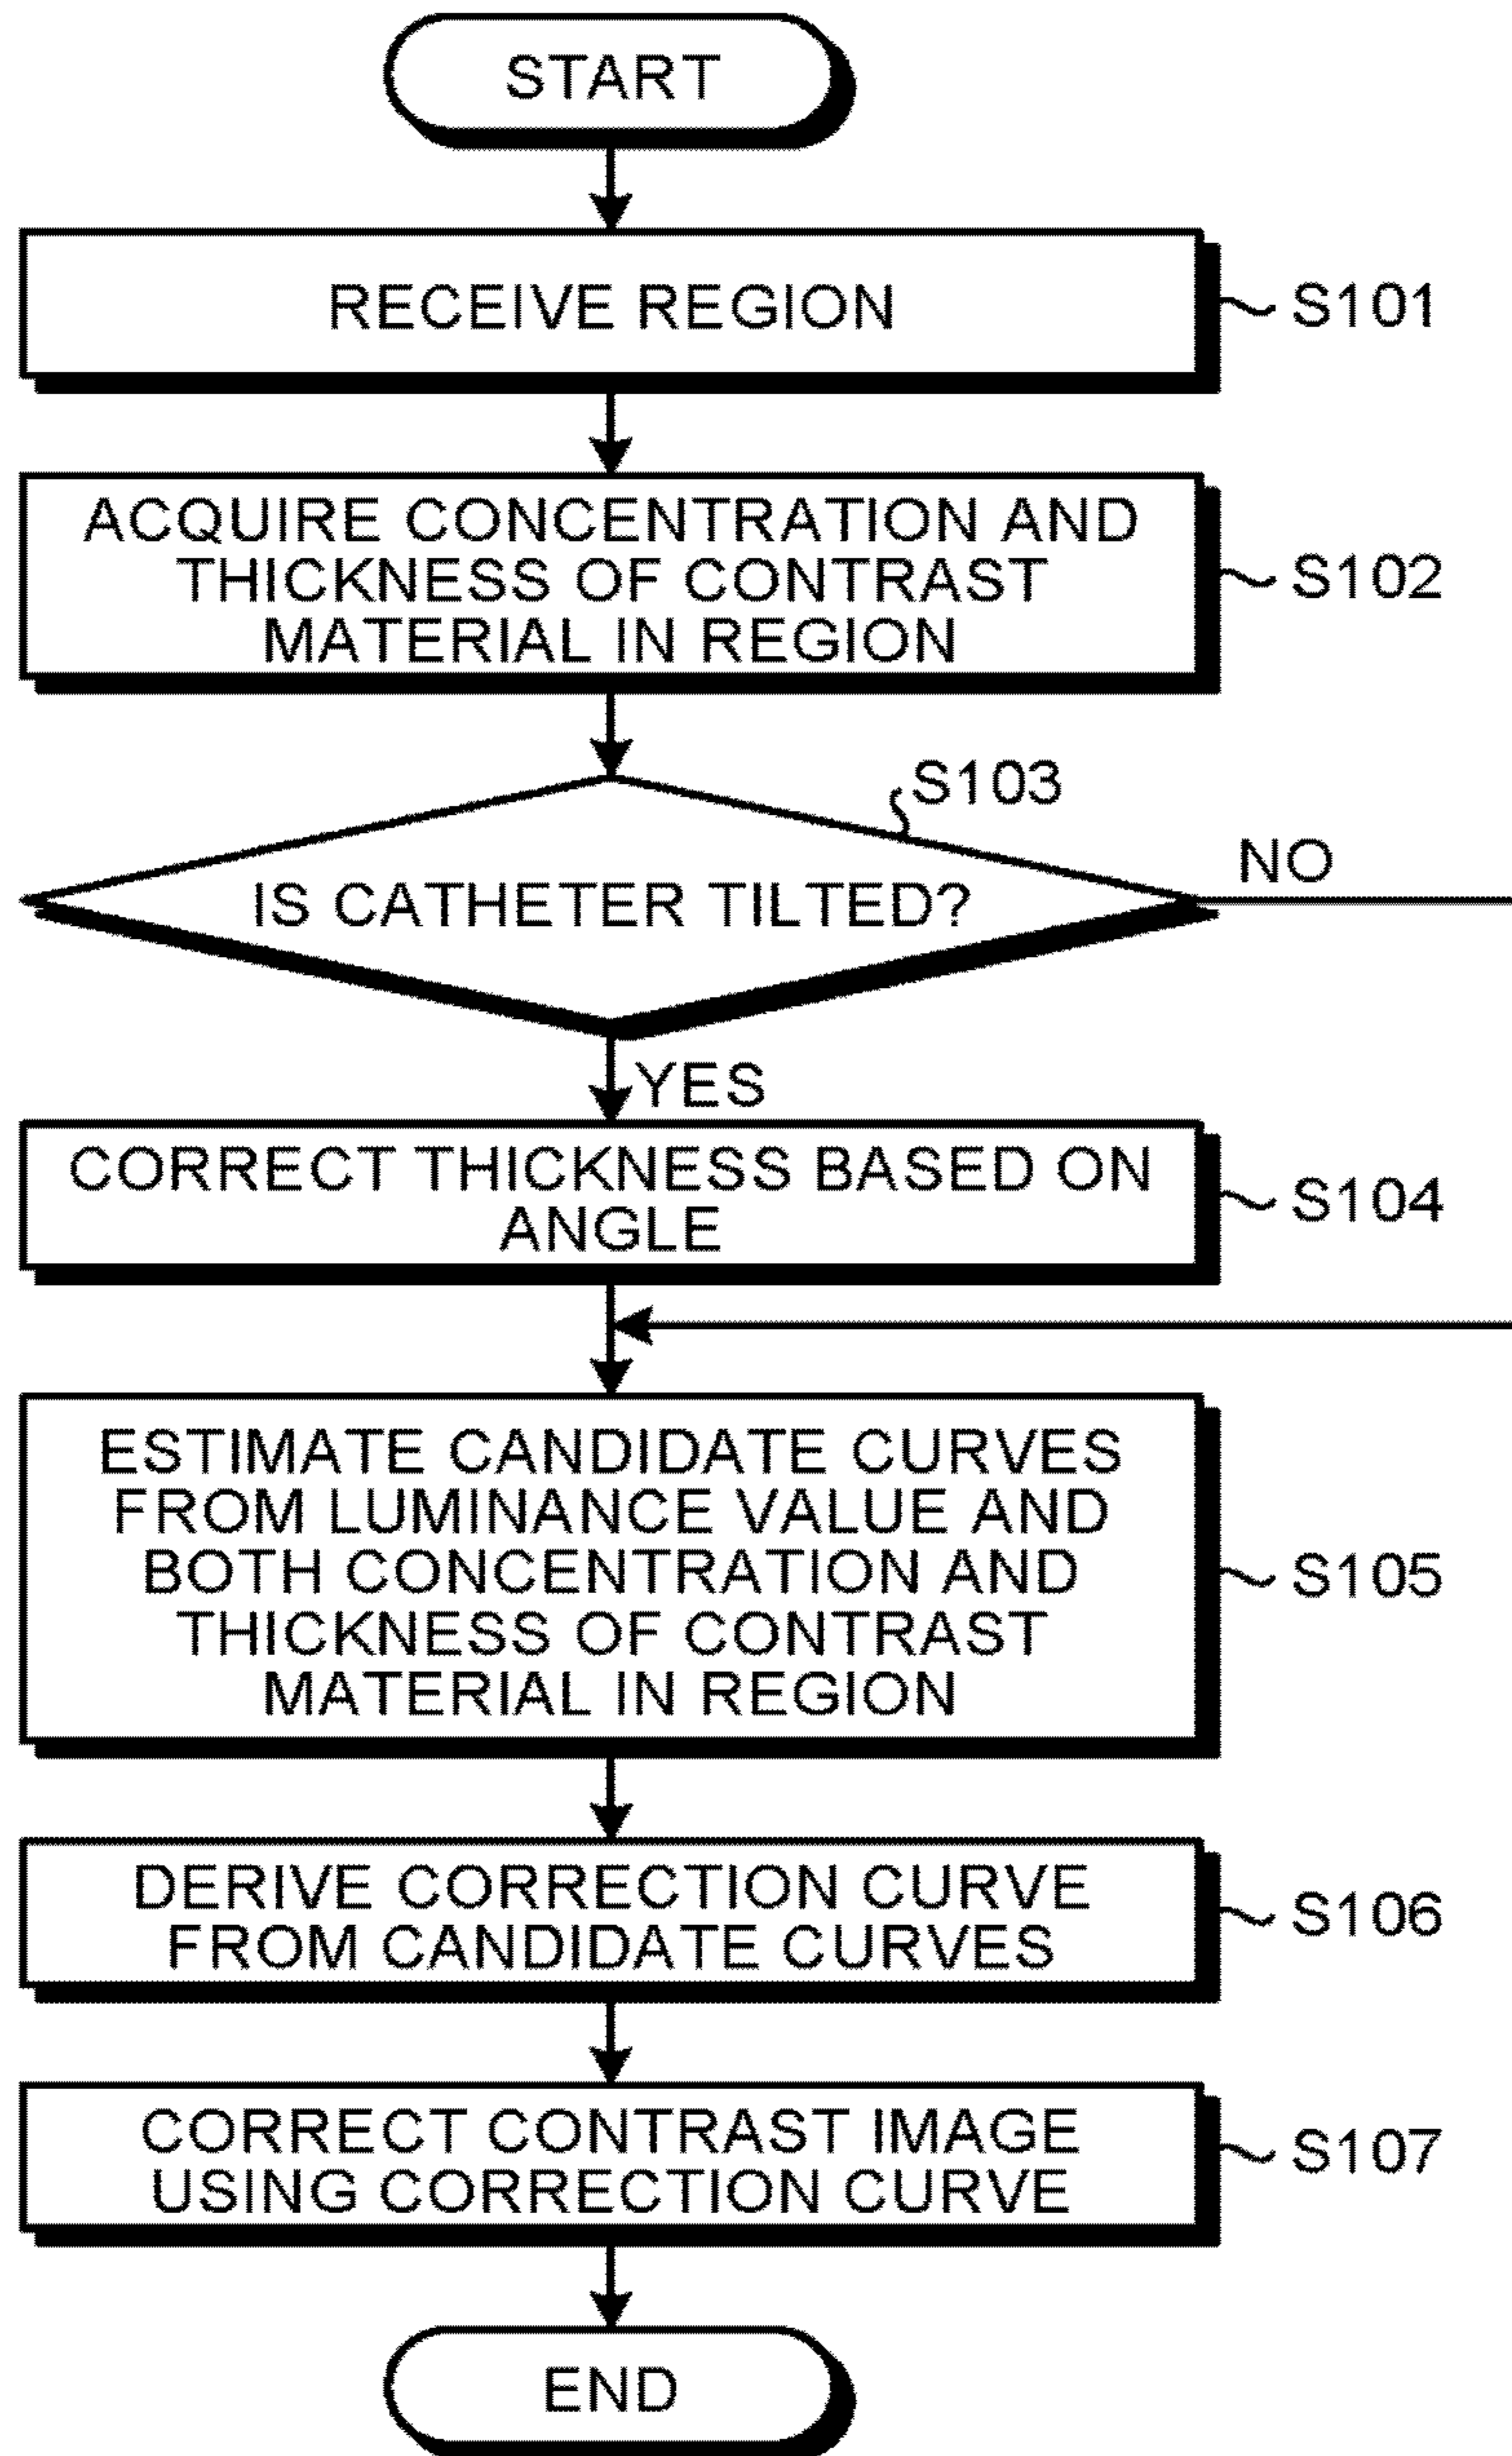 START
RECEIVE REGION
S101
ACQUIRE CONCENTRATION AND
THICKNESS OF CONTRAST
MATERIAL IN REGION
S102
S103
IS CATHETER TILTED?
NO
YES
CORRECT THICKNESS BASED ON
ANGLE
S104
ESTIMATE CANDIDATE CURVES
FROM LUMINANCE VALUE AND
BOTH CONCENTRATION AND
THICKNESS OF CONTRAST
MATERIAL IN REGION
S105
DERIVE CORRECTION CURVE
FROM CANDIDATE CURVES
S106
CORRECT CONTRAST IMAGE
USING CORRECTION CURVE
S107
END